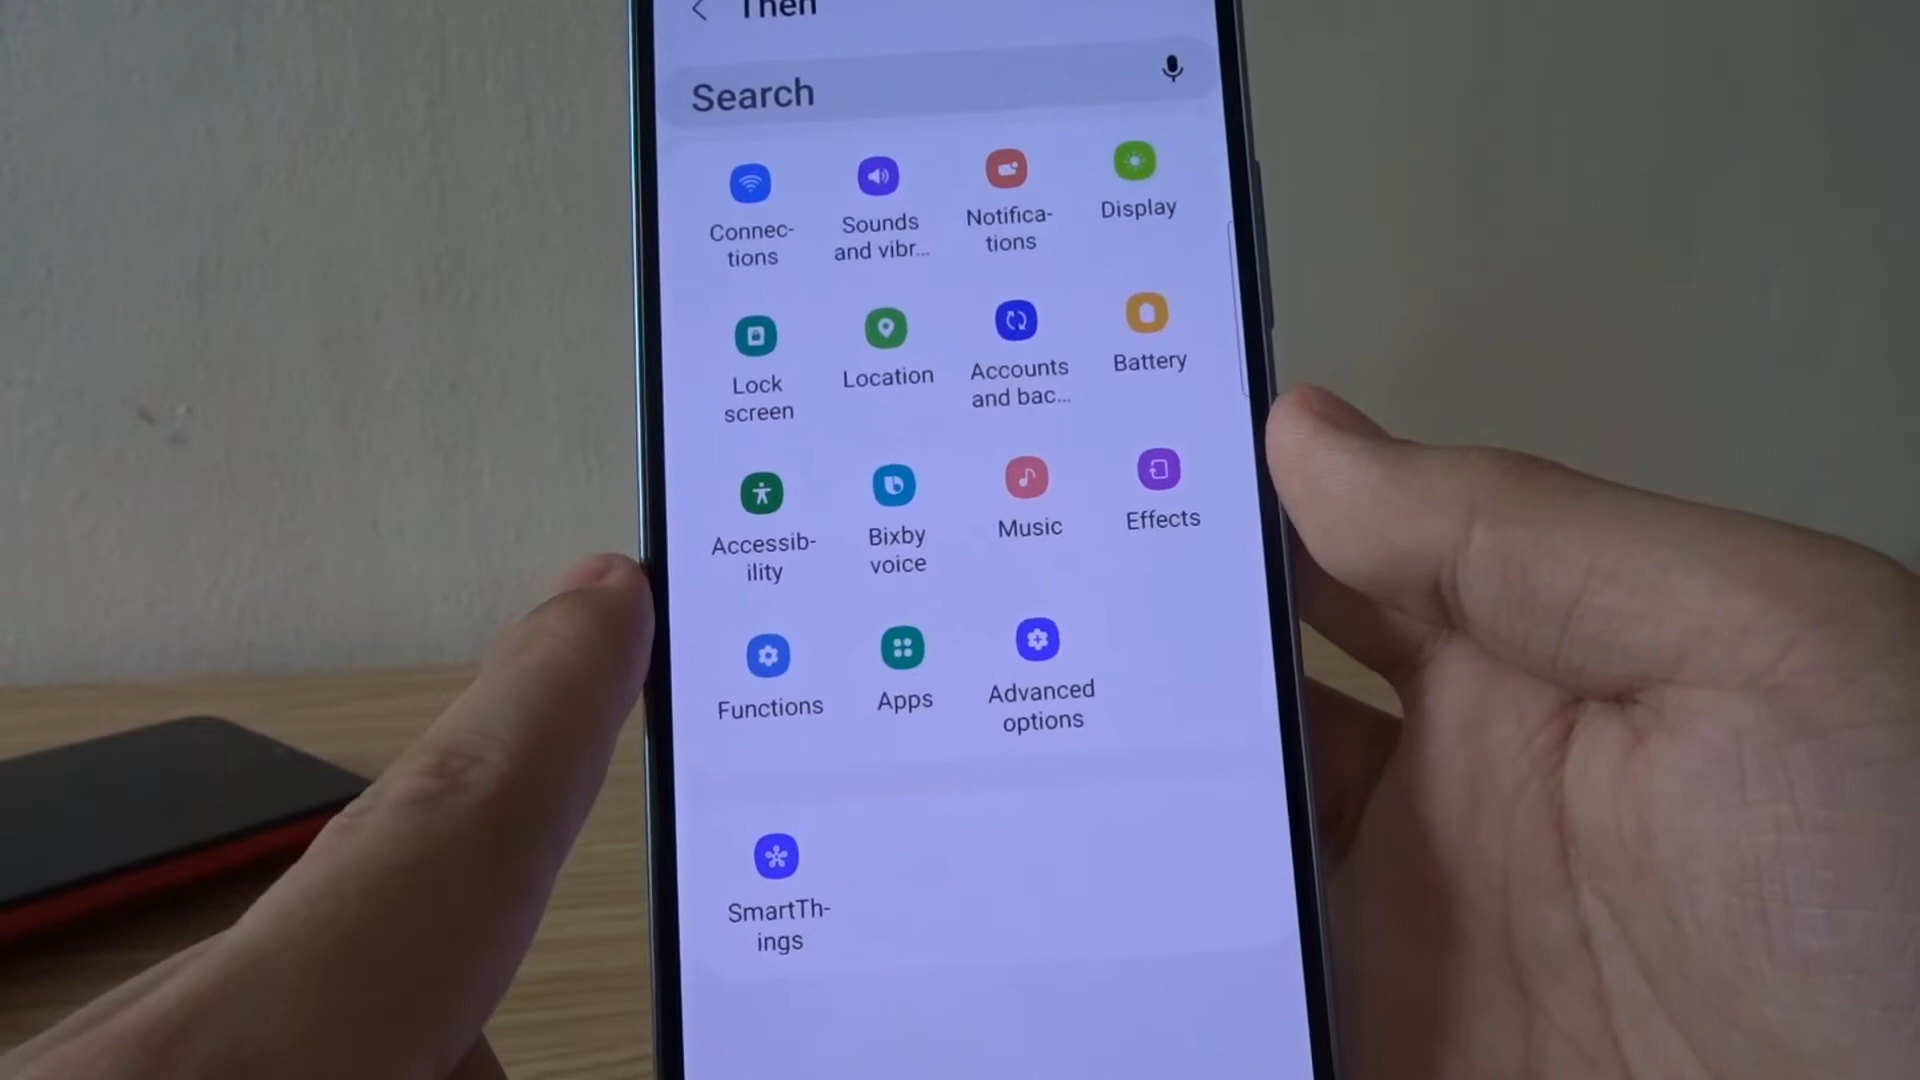 Then
Search
Connec-
tions
Sounds
and vibr...
Notifica-
tions
Display
Lock
screen
Location
Accounts
and bac...
Battery
Accessib-
ility
Bixby
voice
Music
Effects
Functions
Apps
Advanced
options
SmartTh-
ings